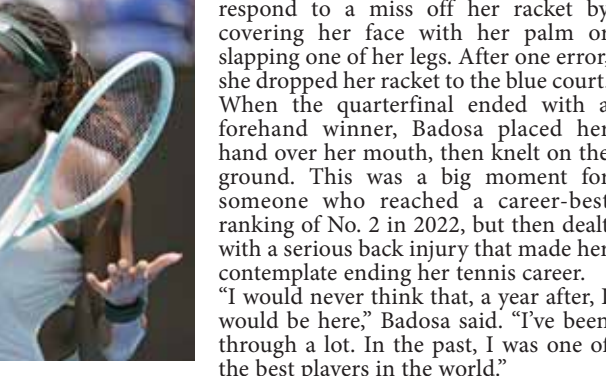 respond to a miss off her racket by
covering her face with her palm or
slapping one of her legs. After one error,
she dropped her racket to the blue court.
When the quarterfinal ended with a
forehand winner, Badosa placed her
hand over her mouth, then knelt on the
ground. This was a big moment for
someone who reached a career-best
ranking of No. 2 in 2022, but then dealt
with a serious back injury that made her
contemplate ending her tennis career.
“I would never think that, a year after, I
would be here,” Badosa said. “I’ve been
through a lot. In the past, I was one of
the best players in the world.”